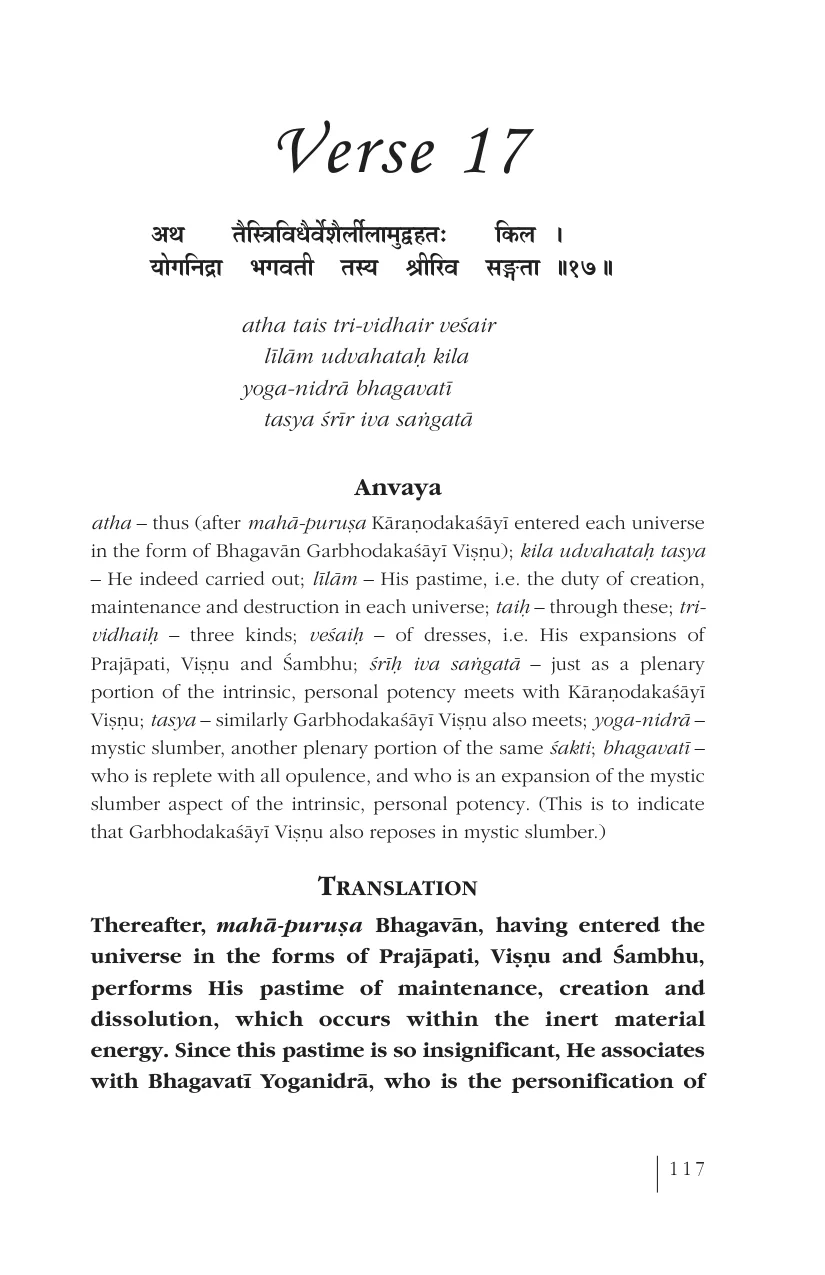 Verse 17
अथ तैस्त्रिविधैर्वेशैर्लीलामुद्वहतः किल ।
योगनिद्रा भगवती तस्य श्रीरिव सङ्गता ॥१७॥
atha tais tri-vidhair veśair
līlām udvahataḥ kila
yoga-nidrā bhagavatī
tasya śrīr iva saṅgatā
Anvaya
atha – thus (after mahā-puruṣa Kāraṇodakaśāyī entered each universe
in the form of Bhagavān Garbhodakaśāyī Viṣṇu); kila udvahataḥ tasya
– He indeed carried out; līlām – His pastime, i.e. the duty of creation,
maintenance and destruction in each universe; taiḥ – through these; tri-
vidhaiḥ – three kinds; veśaiḥ – of dresses, i.e. His expansions of
Prajāpati, Viṣṇu and Śambhu; śrīḥ iva saṅgatā – just as a plenary
portion of the intrinsic, personal potency meets with Kāraṇodakaśāyī
Viṣṇu; tasya – similarly Garbhodakaśāyī Viṣṇu also meets; yoga-nidrā –
mystic slumber, another plenary portion of the same śakti; bhagavatī –
who is replete with all opulence, and who is an expansion of the mystic
slumber aspect of the intrinsic, personal potency. (This is to indicate
that Garbhodakaśāyī Viṣṇu also reposes in mystic slumber.)
TRANSLATION
Thereafter, mahā-puruṣa Bhagavān, having entered the
universe in the forms of Prajāpati, Viṣṇu and Śambhu,
performs His pastime of maintenance, creation and
dissolution, which occurs within the inert material
energy. Since this pastime is so insignificant, He associates
with Bhagavatī Yoganidrā, who is the personification of
117